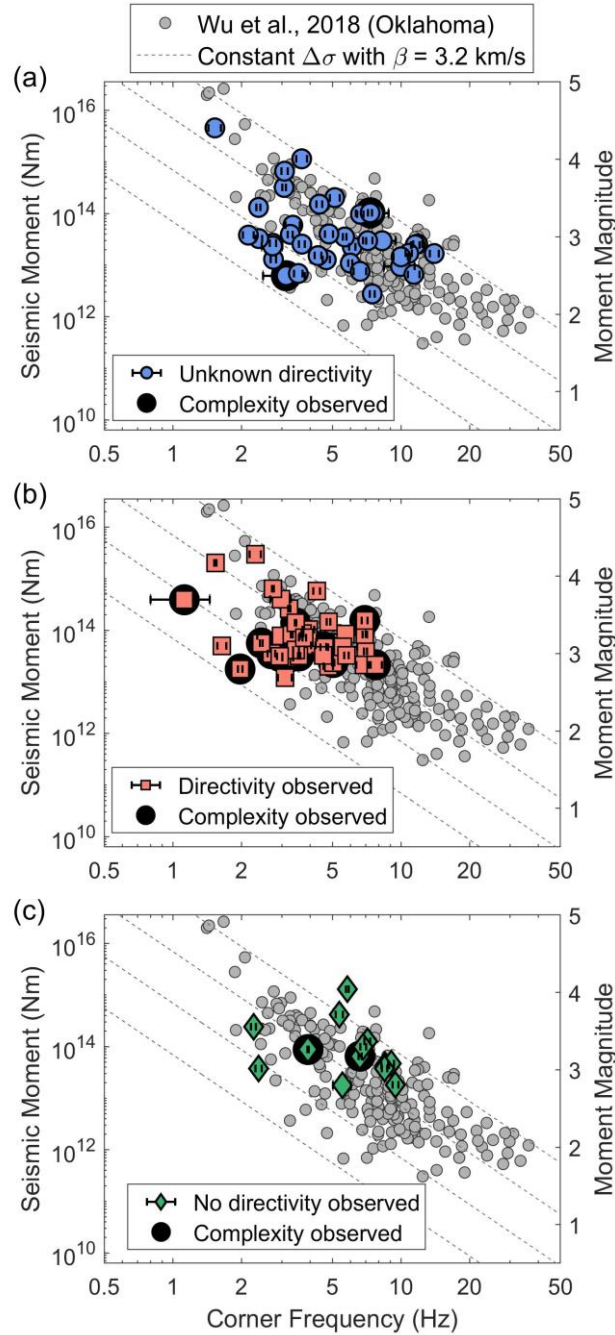 Wu et al., 2018 (Oklahoma)
Constant Δσ with β = 3.2 km/s
(a)
Seismic Moment (Nm)
10^16
10^14
10^12
10^10
5
4
3
2
1
Moment Magnitude
Unknown directivity
Complexity observed
0.5 1 2 5 10 20 50
(b)
Seismic Moment (Nm)
10^16
10^14
10^12
10^10
5
4
3
2
1
Moment Magnitude
Directivity observed
Complexity observed
0.5 1 2 5 10 20 50
(c)
Seismic Moment (Nm)
10^16
10^14
10^12
10^10
5
4
3
2
1
Moment Magnitude
No directivity observed
Complexity observed
0.5 1 2 5 10 20 50
Corner Frequency (Hz)